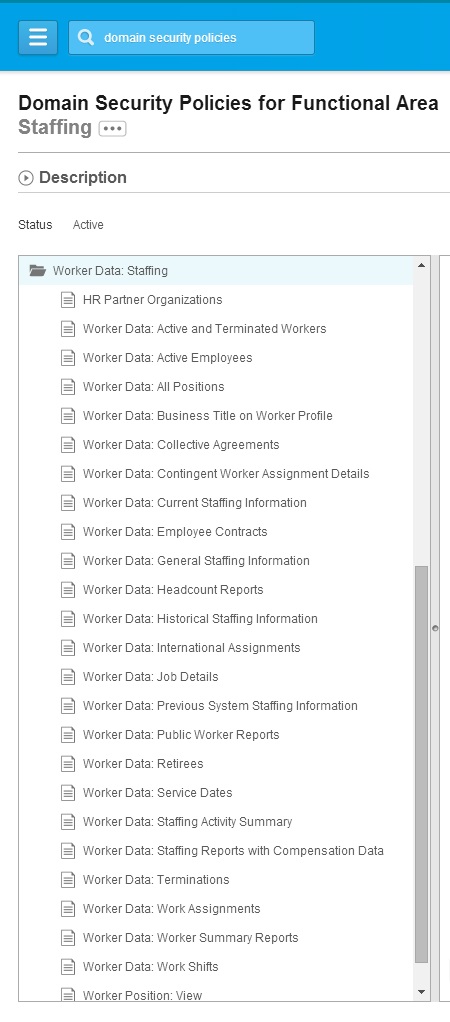 domain security policies
Domain Security Policies for Functional Area
Staffing
Description
Status Active
Worker Data: Staffing
HR Partner Organizations
Worker Data: Active and Terminated Workers
Worker Data: Active Employees
Worker Data: All Positions
Worker Data: Business Title on Worker Profile
Worker Data: Collective Agreements
Worker Data: Contingent Worker Assignment Details
Worker Data: Current Staffing Information
Worker Data: Employee Contracts
Worker Data: General Staffing Information
Worker Data: Headcount Reports
Worker Data: Historical Staffing Information
Worker Data: International Assignments
Worker Data: Job Details
Worker Data: Previous System Staffing Information
Worker Data: Public Worker Reports
Worker Data: Retirees
Worker Data: Service Dates
Worker Data: Staffing Activity Summary
Worker Data: Staffing Reports with Compensation Data
Worker Data: Terminations
Worker Data: Work Assignments
Worker Data: Worker Summary Reports
Worker Data: Work Shifts
Worker Position: View